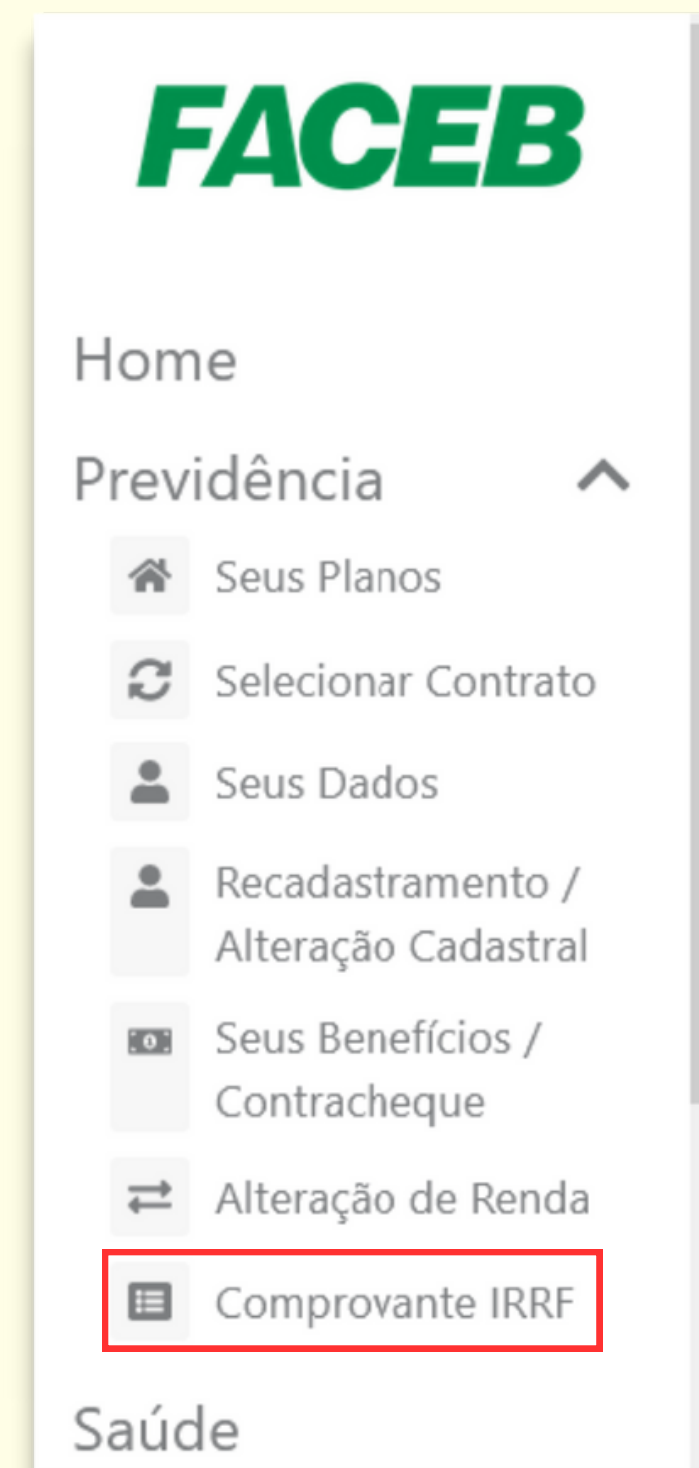 FACEB
Home
Previdência
Seus Planos
Selecionar Contrato
Seus Dados
Recadastramento /
Alteração Cadastral
Seus Benefícios /
Contracheque
Alteração de Renda
Comprovante IRRF
Saúde